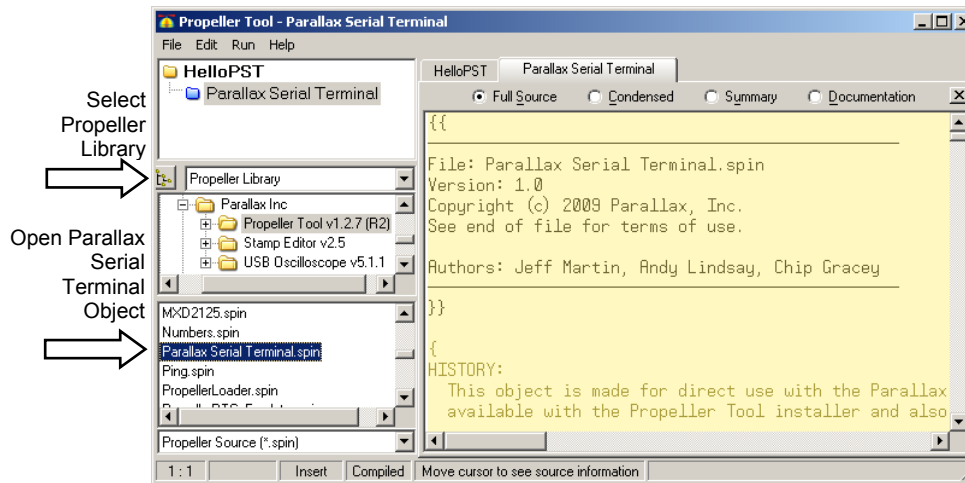 Propeller Tool - Parallax Serial Terminal
File Edit Run Help
HelloPST
Parallax Serial Terminal
Select
Propeller
Library
Propeller Library
Parallax Inc
Propeller Tool v1.2.7 (R2)
Stamp Editor v2.5
USB Oscilloscope v5.1.1
Open Parallax
Serial
Terminal
Object
MXD2125.spin
Numbers.spin
Parallax Serial Terminal.spin
Ping.spin
PropellerLoader.spin
Propeller Source (*.spin)
HelloPST Parallax Serial Terminal
Full Source Condensed Summary Documentation
{{
File: Parallax Serial Terminal.spin
Version: 1.0
Copyright (c) 2009 Parallax, Inc.
See end of file for terms of use.
Authors: Jeff Martin, Andy Lindsay, Chip Gracey
}}
{
HISTORY:
This object is made for direct use with the Parallax
available with the Propeller Tool installer and also
1 : 1 Insert Compiled Move cursor to see source information